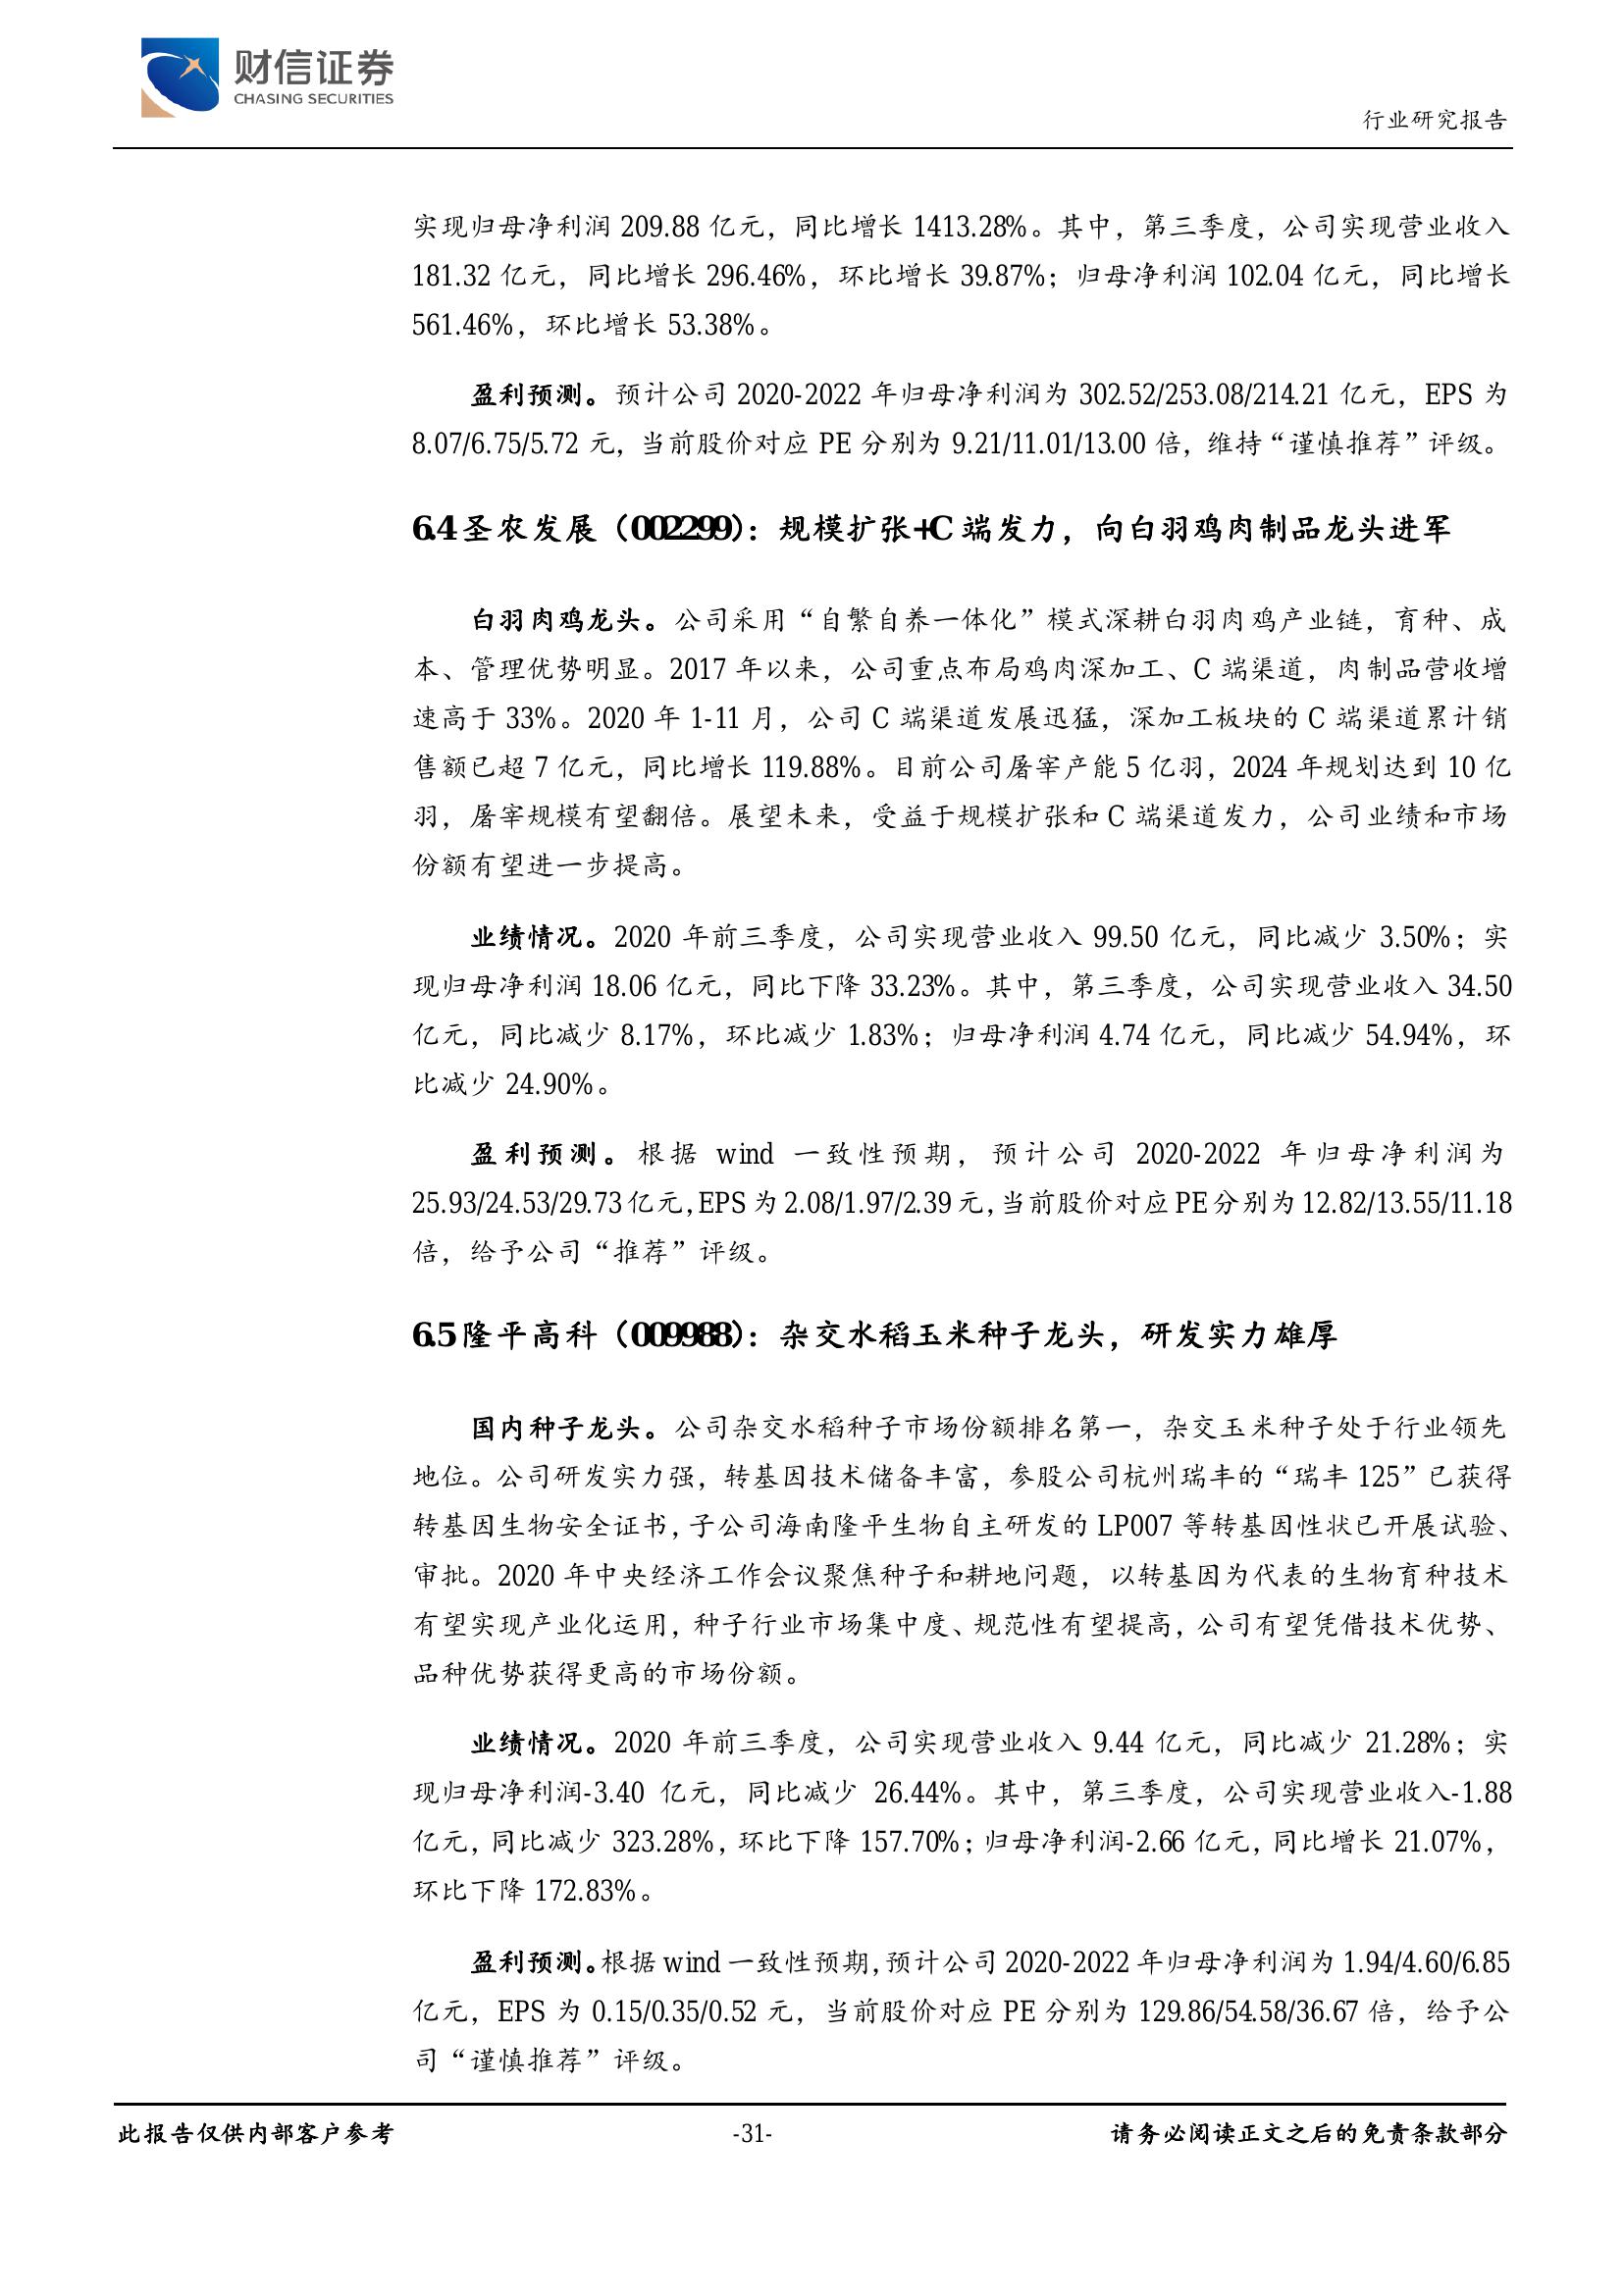 财信证券
CHASING SECURITIES
行业研究报告
实现归母净利润 209.88 亿元，同比增长 1413.28%。其中，第三季度，公司实现营业收入
181.32 亿元，同比增长 296.46%，环比增长 39.87%；归母净利润 102.04 亿元，同比增长
561.46%，环比增长 53.38%。
盈利预测。预计公司 2020-2022 年归母净利润为 302.52/253.08/214.21 亿元，EPS 为
8.07/6.75/5.72 元，当前股价对应 PE 分别为 9.21/11.01/13.00 倍，维持“谨慎推荐”评级。
6.4 圣农发展（002299）：规模扩张+C 端发力，向白羽鸡肉制品龙头进军
白羽肉鸡龙头。公司采用“自繁自养一体化”模式深耕白羽肉鸡产业链，育种、成
本、管理优势明显。2017 年以来，公司重点布局鸡肉深加工、C 端渠道，肉制品营收增
速高于 33%。2020 年 1-11 月，公司 C 端渠道发展迅猛，深加工板块的 C 端渠道累计销
售额已超 7 亿元，同比增长 119.88%。目前公司屠宰产能 5 亿羽，2024 年规划达到 10 亿
羽，屠宰规模有望翻倍。展望未来，受益于规模扩张和 C 端渠道发力，公司业绩和市场
份额有望进一步提高。
业绩情况。2020 年前三季度，公司实现营业收入 99.50 亿元，同比减少 3.50%；实
现归母净利润 18.06 亿元，同比下降 33.23%。其中，第三季度，公司实现营业收入 34.50
亿元，同比减少 8.17%，环比减少 1.83%；归母净利润 4.74 亿元，同比减少 54.94%，环
比减少 24.90%。
盈利预测。根据 wind 一致性预期，预计公司 2020-2022 年归母净利润为
25.93/24.53/29.73 亿元，EPS 为 2.08/1.97/2.39 元，当前股价对应 PE 分别为 12.82/13.55/11.18
倍，给予公司“推荐”评级。
6.5 隆平高科（009988）：杂交水稻玉米种子龙头，研发实力雄厚
国内种子龙头。公司杂交水稻种子市场份额排名第一，杂交玉米种子处于行业领先
地位。公司研发实力强，转基因技术储备丰富，参股公司杭州瑞丰的“瑞丰 125”已获得
转基因生物安全证书，子公司海南隆平生物自主研发的 LP007 等转基因性状已开展试验、
审批。2020 年中央经济工作会议聚焦种子和耕地问题，以转基因为代表的生物育种技术
有望实现产业化运用，种子行业市场集中度、规范性有望提高，公司有望凭借技术优势、
品种优势获得更高的市场份额。
业绩情况。2020 年前三季度，公司实现营业收入 9.44 亿元，同比减少 21.28%；实
现归母净利润-3.40 亿元，同比减少 26.44%。其中，第三季度，公司实现营业收入-1.88
亿元，同比减少 323.28%，环比下降 157.70%；归母净利润-2.66 亿元，同比增长 21.07%，
环比下降 172.83%。
盈利预测。根据 wind 一致性预期，预计公司 2020-2022 年归母净利润为 1.94/4.60/6.85
亿元，EPS 为 0.15/0.35/0.52 元，当前股价对应 PE 分别为 129.86/54.58/36.67 倍，给予公
司“谨慎推荐”评级。
此报告仅供内部客户参考
-31-
请务必阅读正文之后的免责条款部分